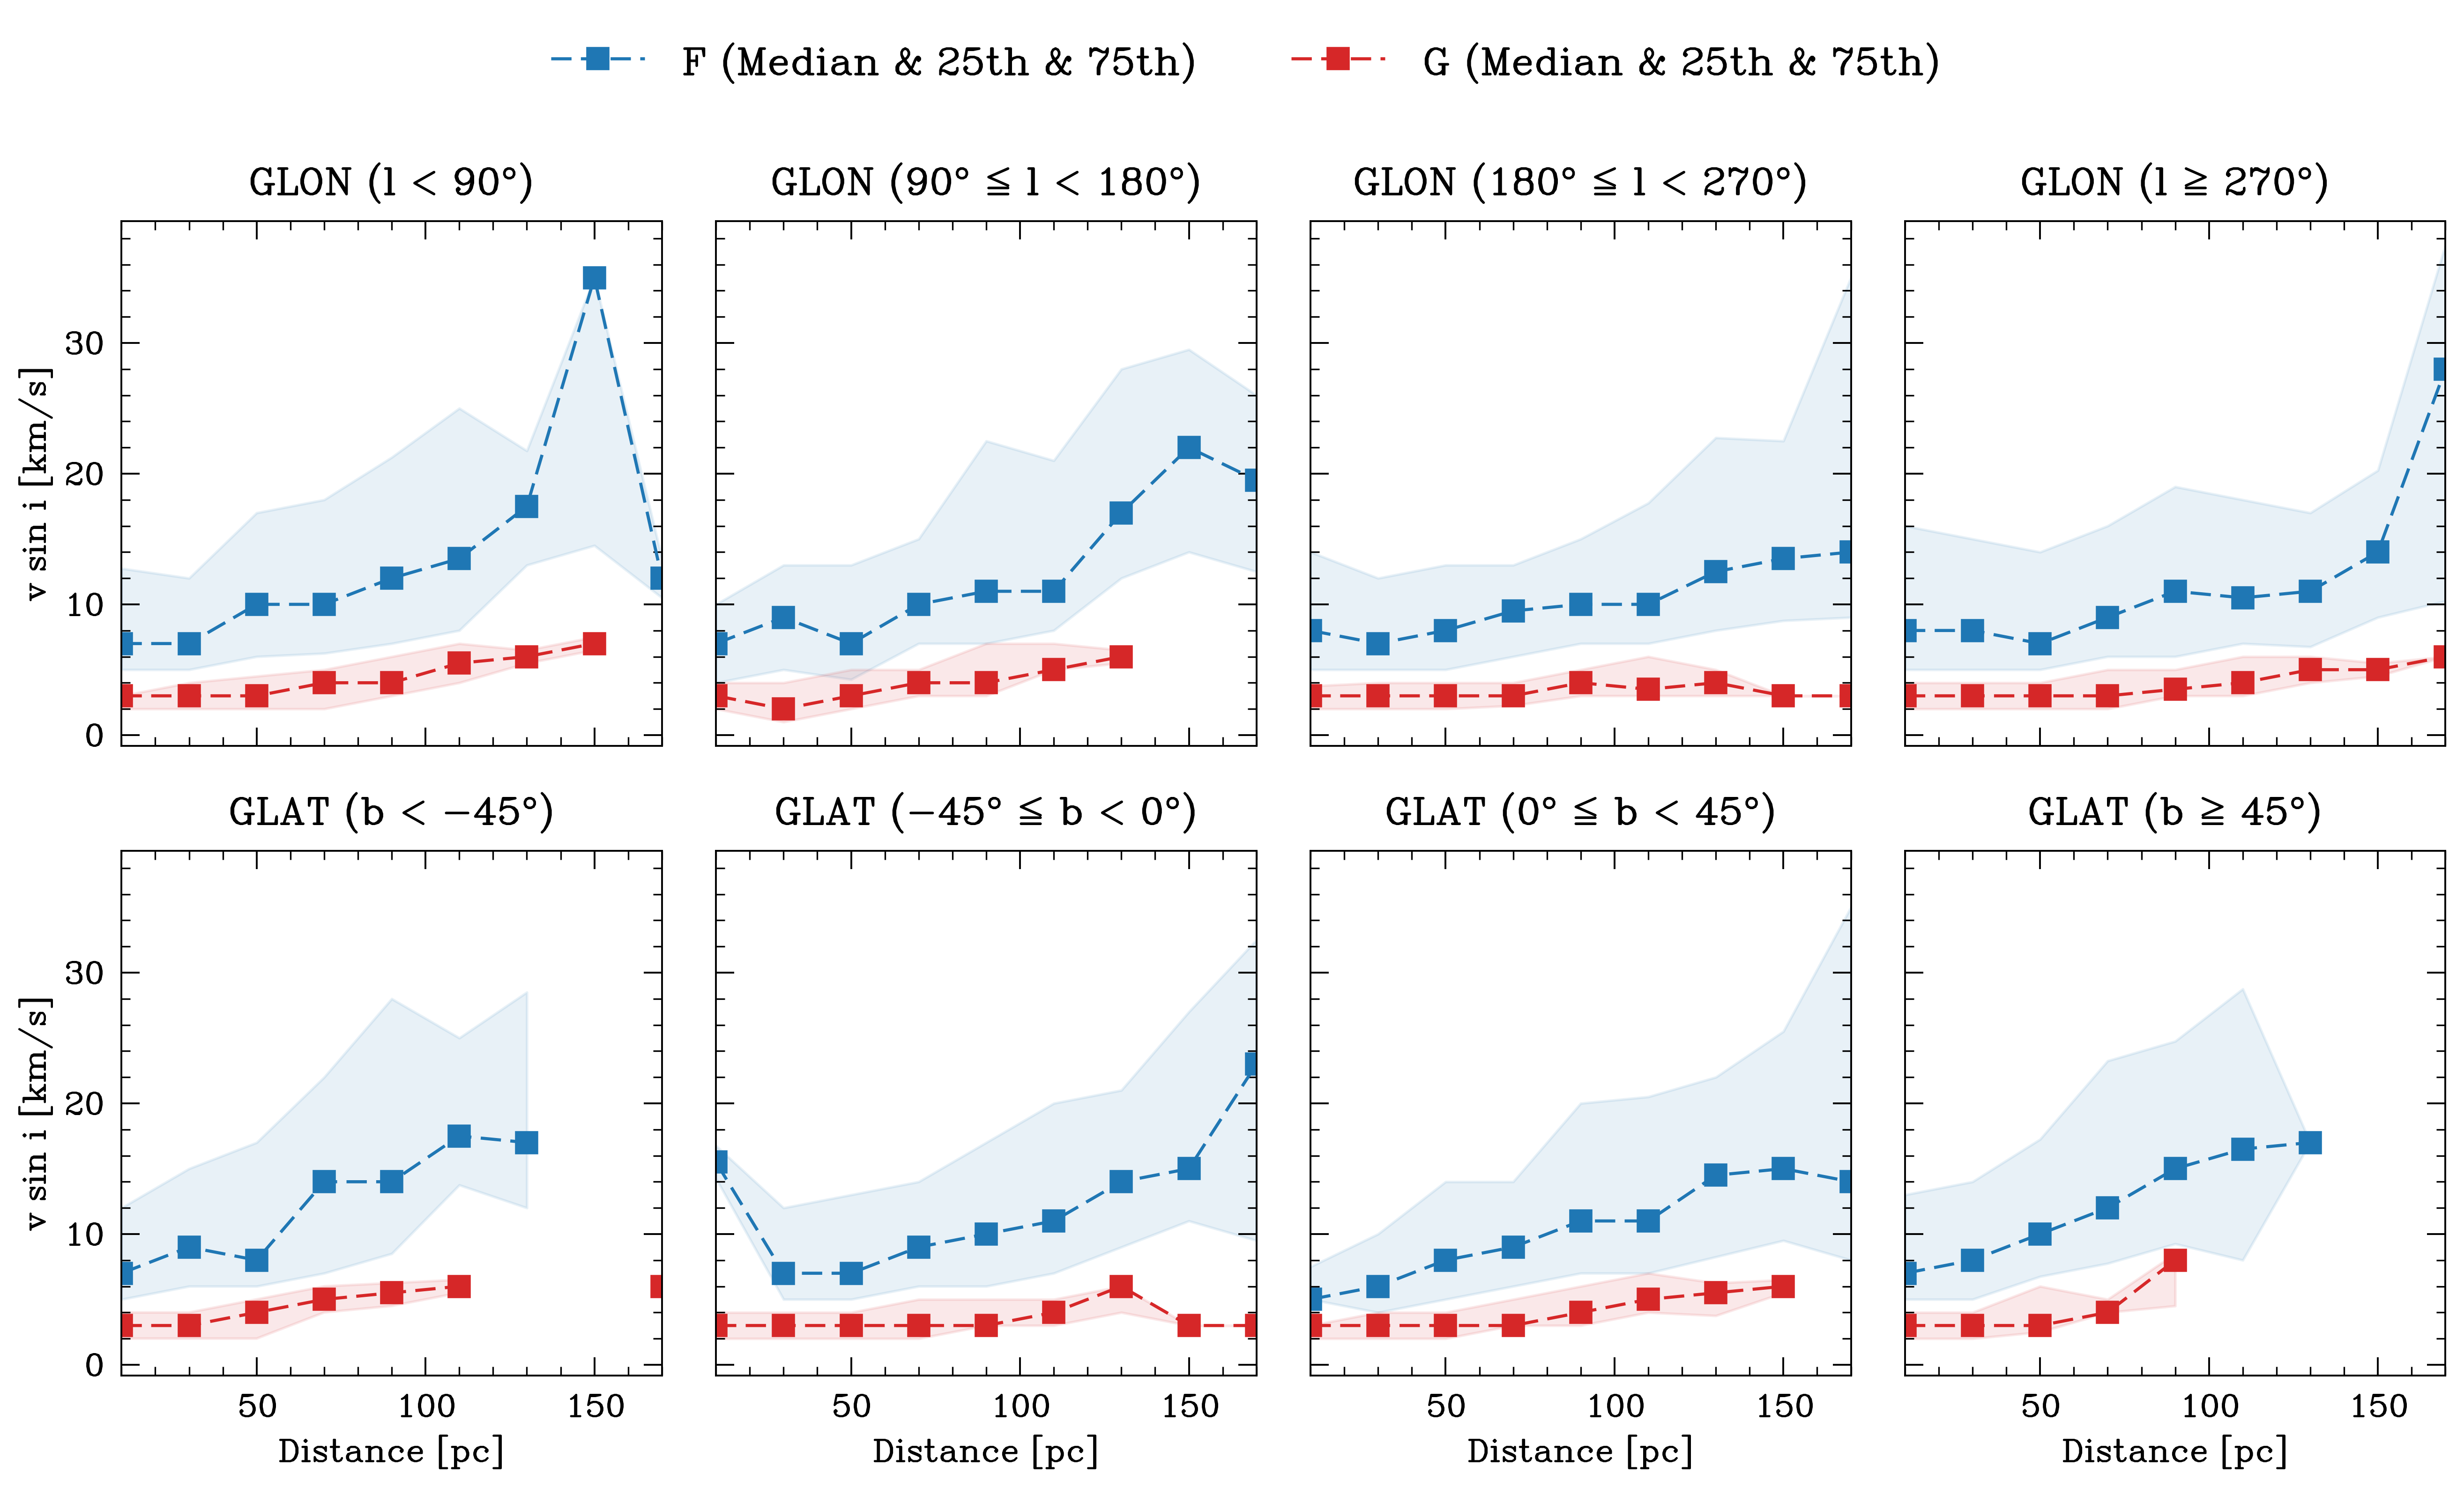 F (Median & 25th & 75th) G (Median & 25th & 75th)
GLON (l < 90°) GLON (90° ≦ l < 180°) GLON (180° ≦ l < 270°) GLON (l ≧ 270°)
v sin i [km/s]
30
20
10
0
GLAT (b < −45°) GLAT (−45° ≦ b < 0°) GLAT (0° ≦ b < 45°) GLAT (b ≧ 45°)
v sin i [km/s]
30
20
10
0
50 100 150 50 100 150 50 100 150 50 100 150
Distance [pc] Distance [pc] Distance [pc] Distance [pc]